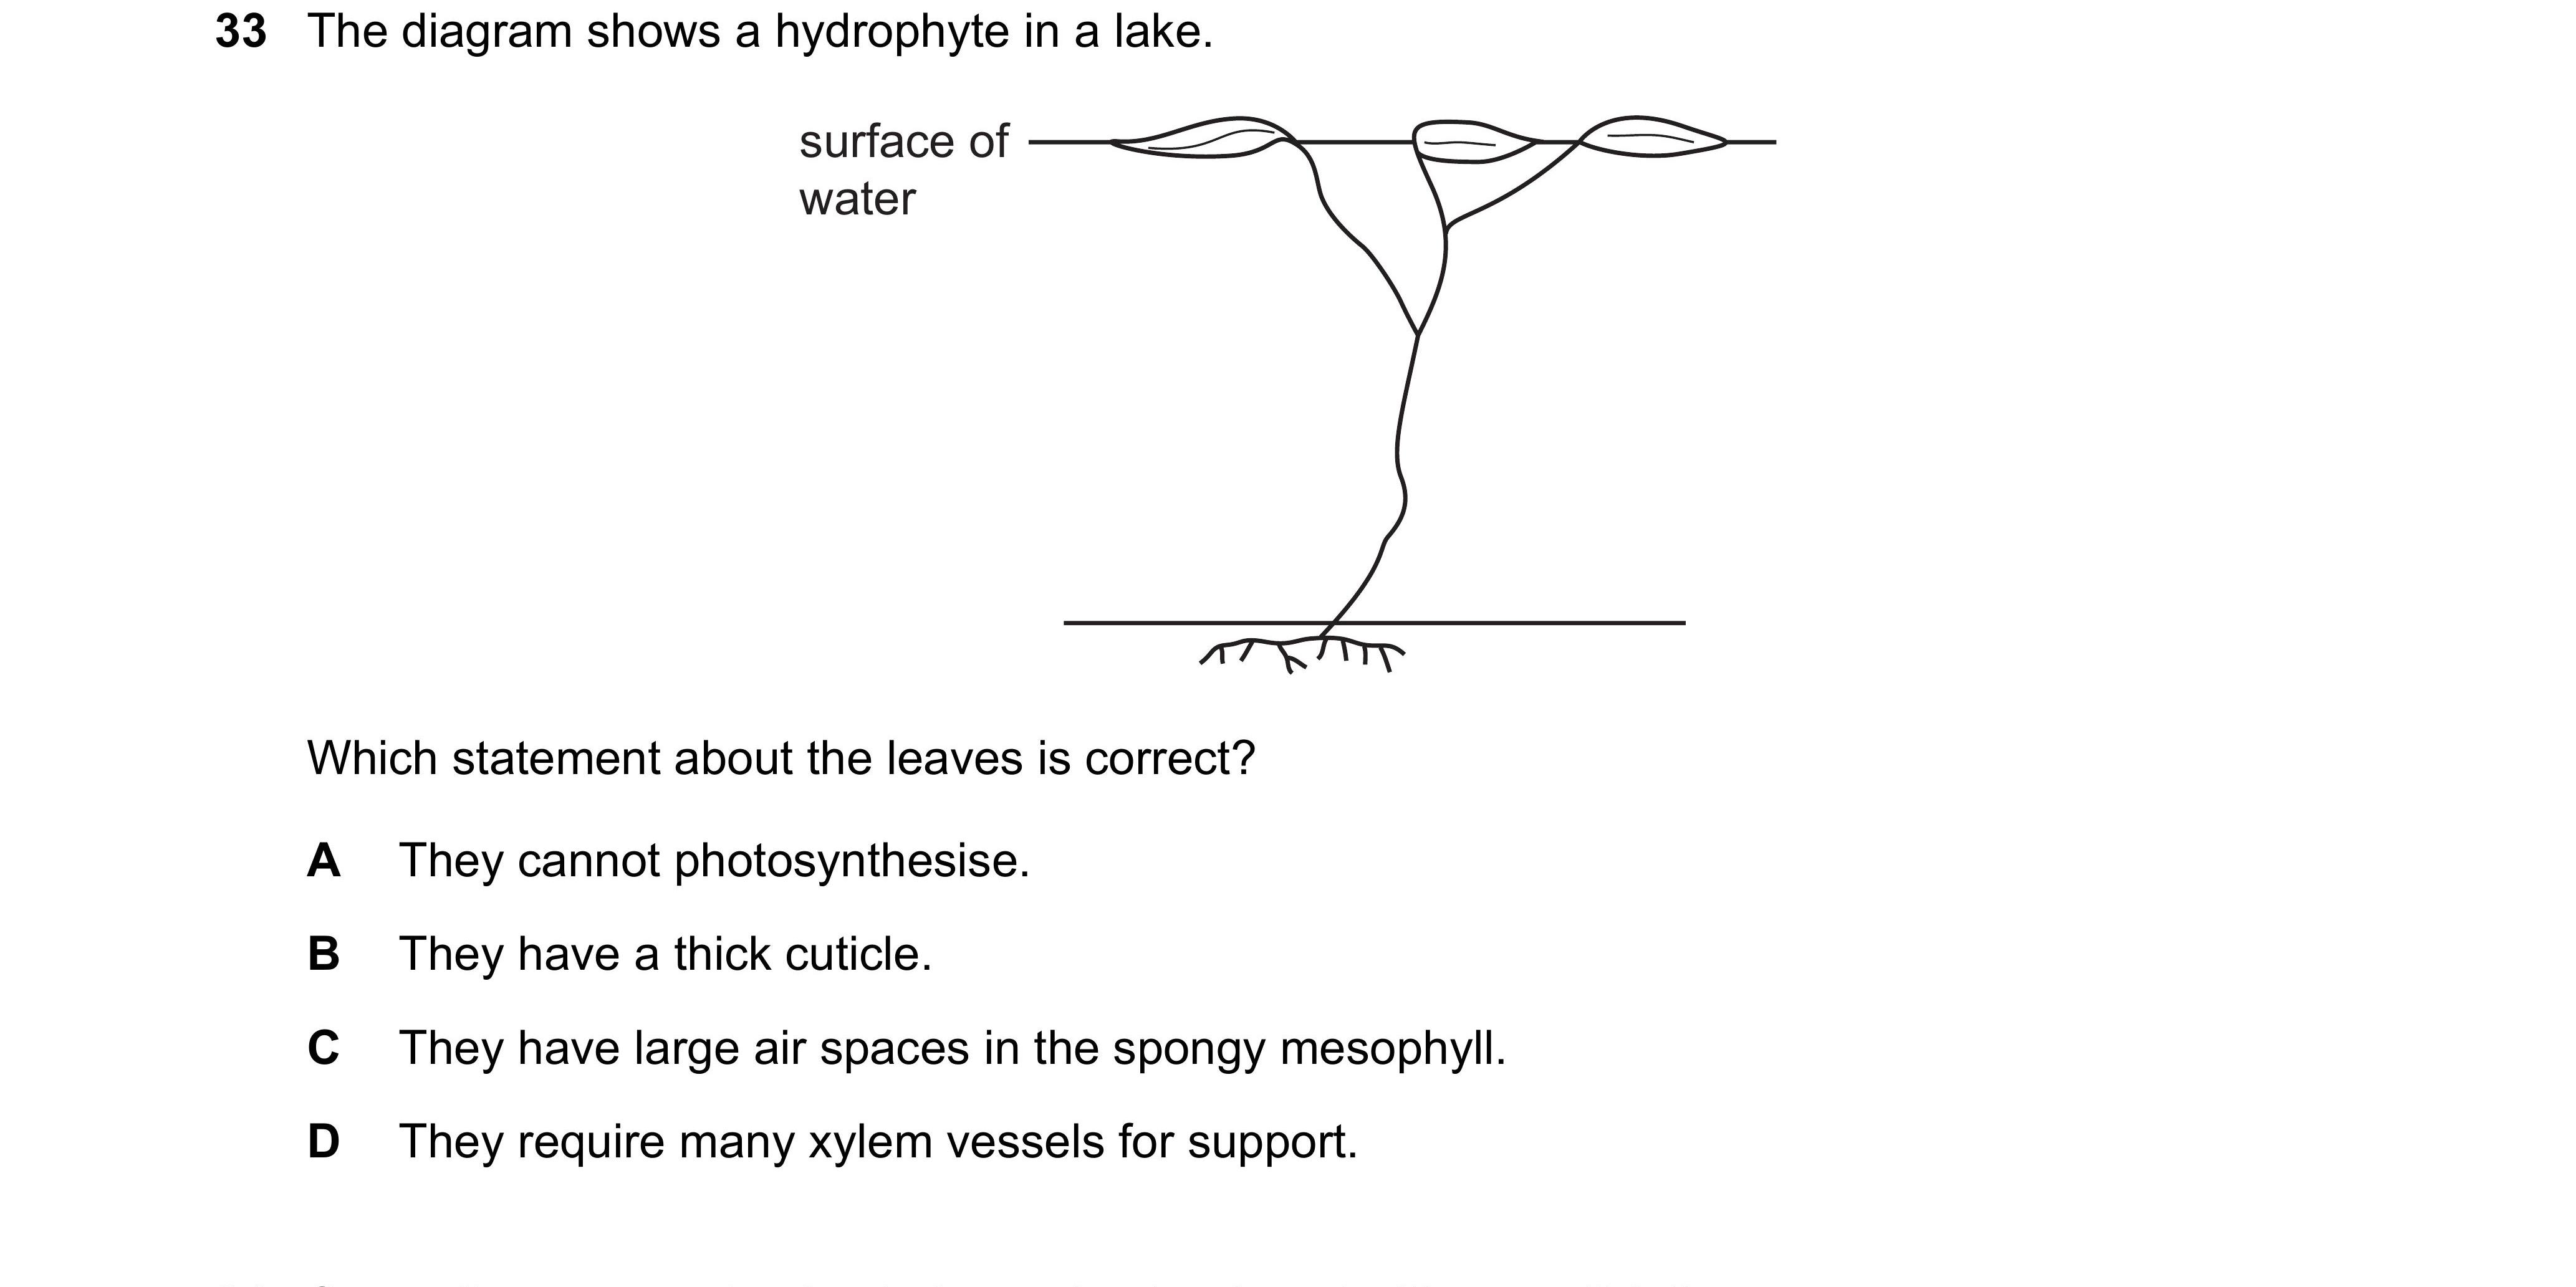 33 The diagram shows a hydrophyte in a lake.
surface of
water
Which statement about the leaves is correct?
A They cannot photosynthesise.
B They have a thick cuticle.
C They have large air spaces in the spongy mesophyll.
D They require many xylem vessels for support.